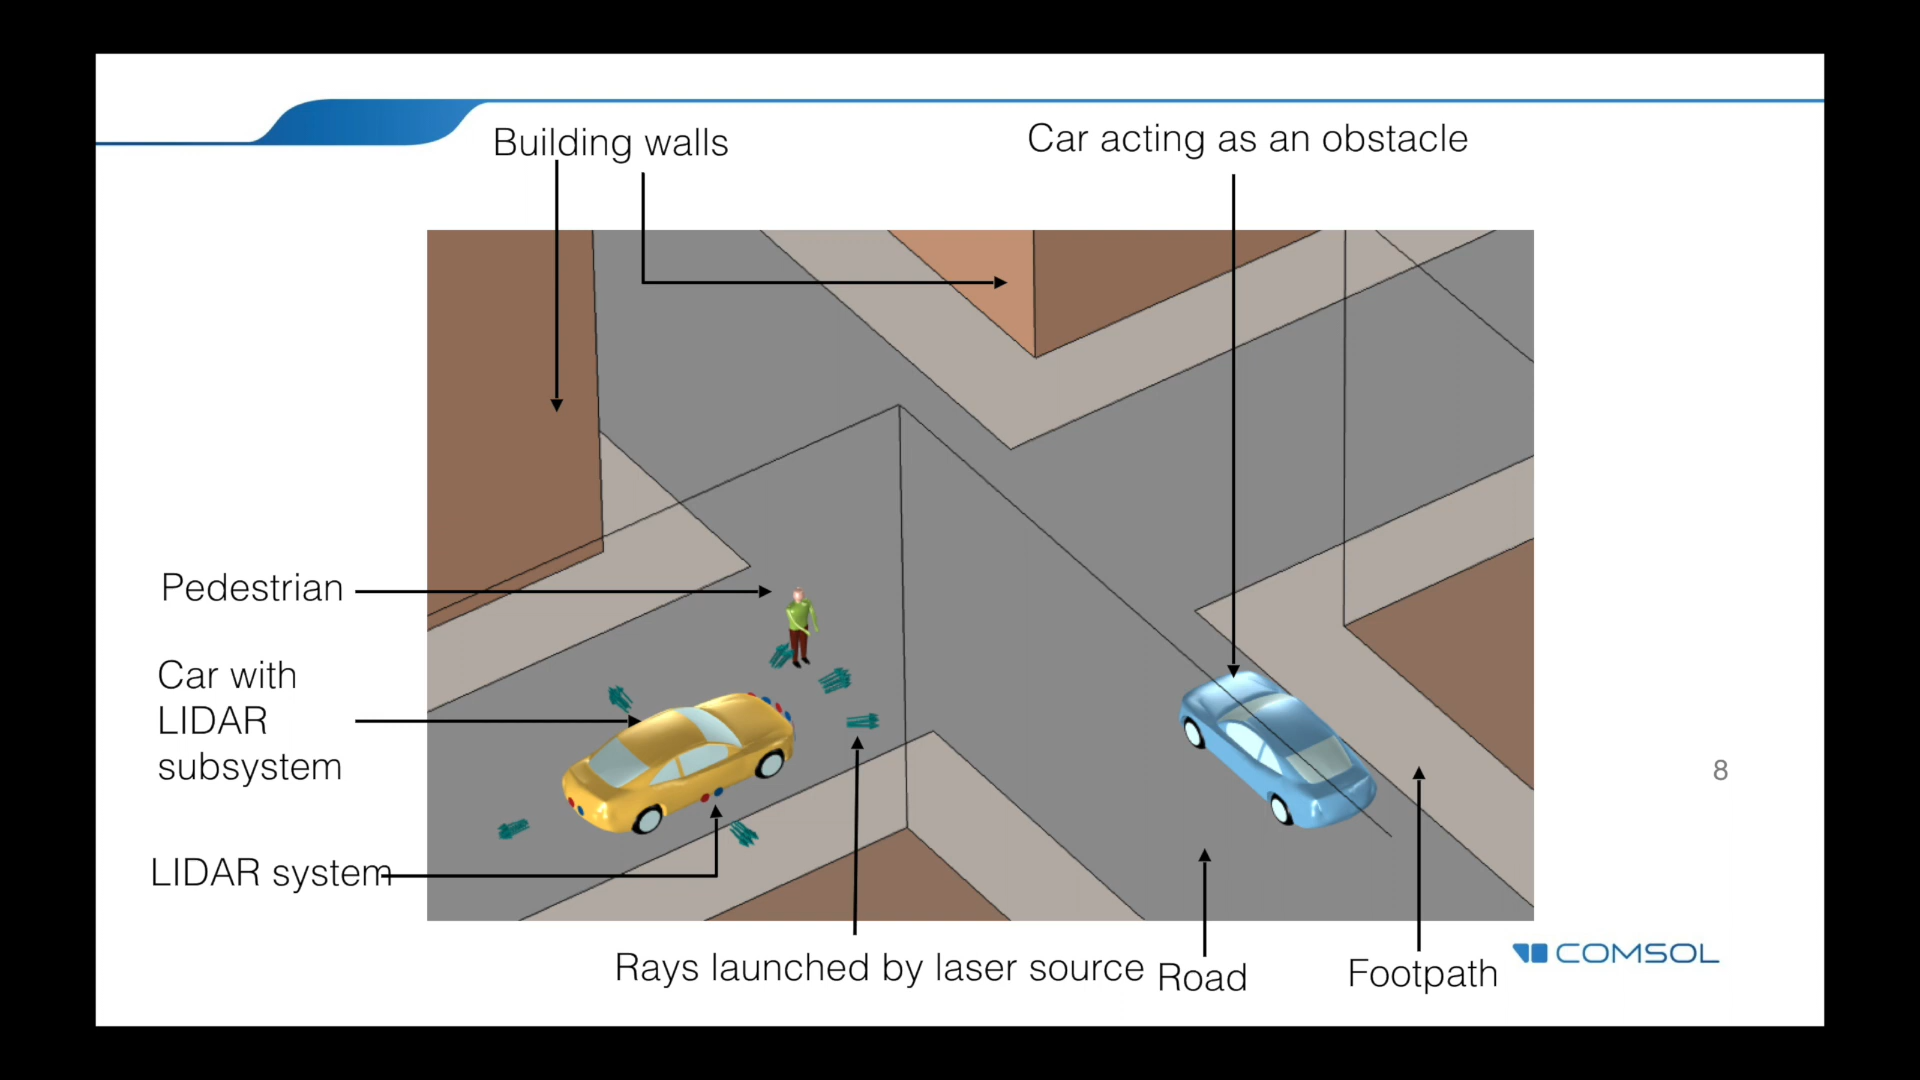 Building walls
Car acting as an obstacle
Pedestrian
Car with
LIDAR
subsystem
8
LIDAR system
Rays launched by laser source
Road
Footpath
COMSOL